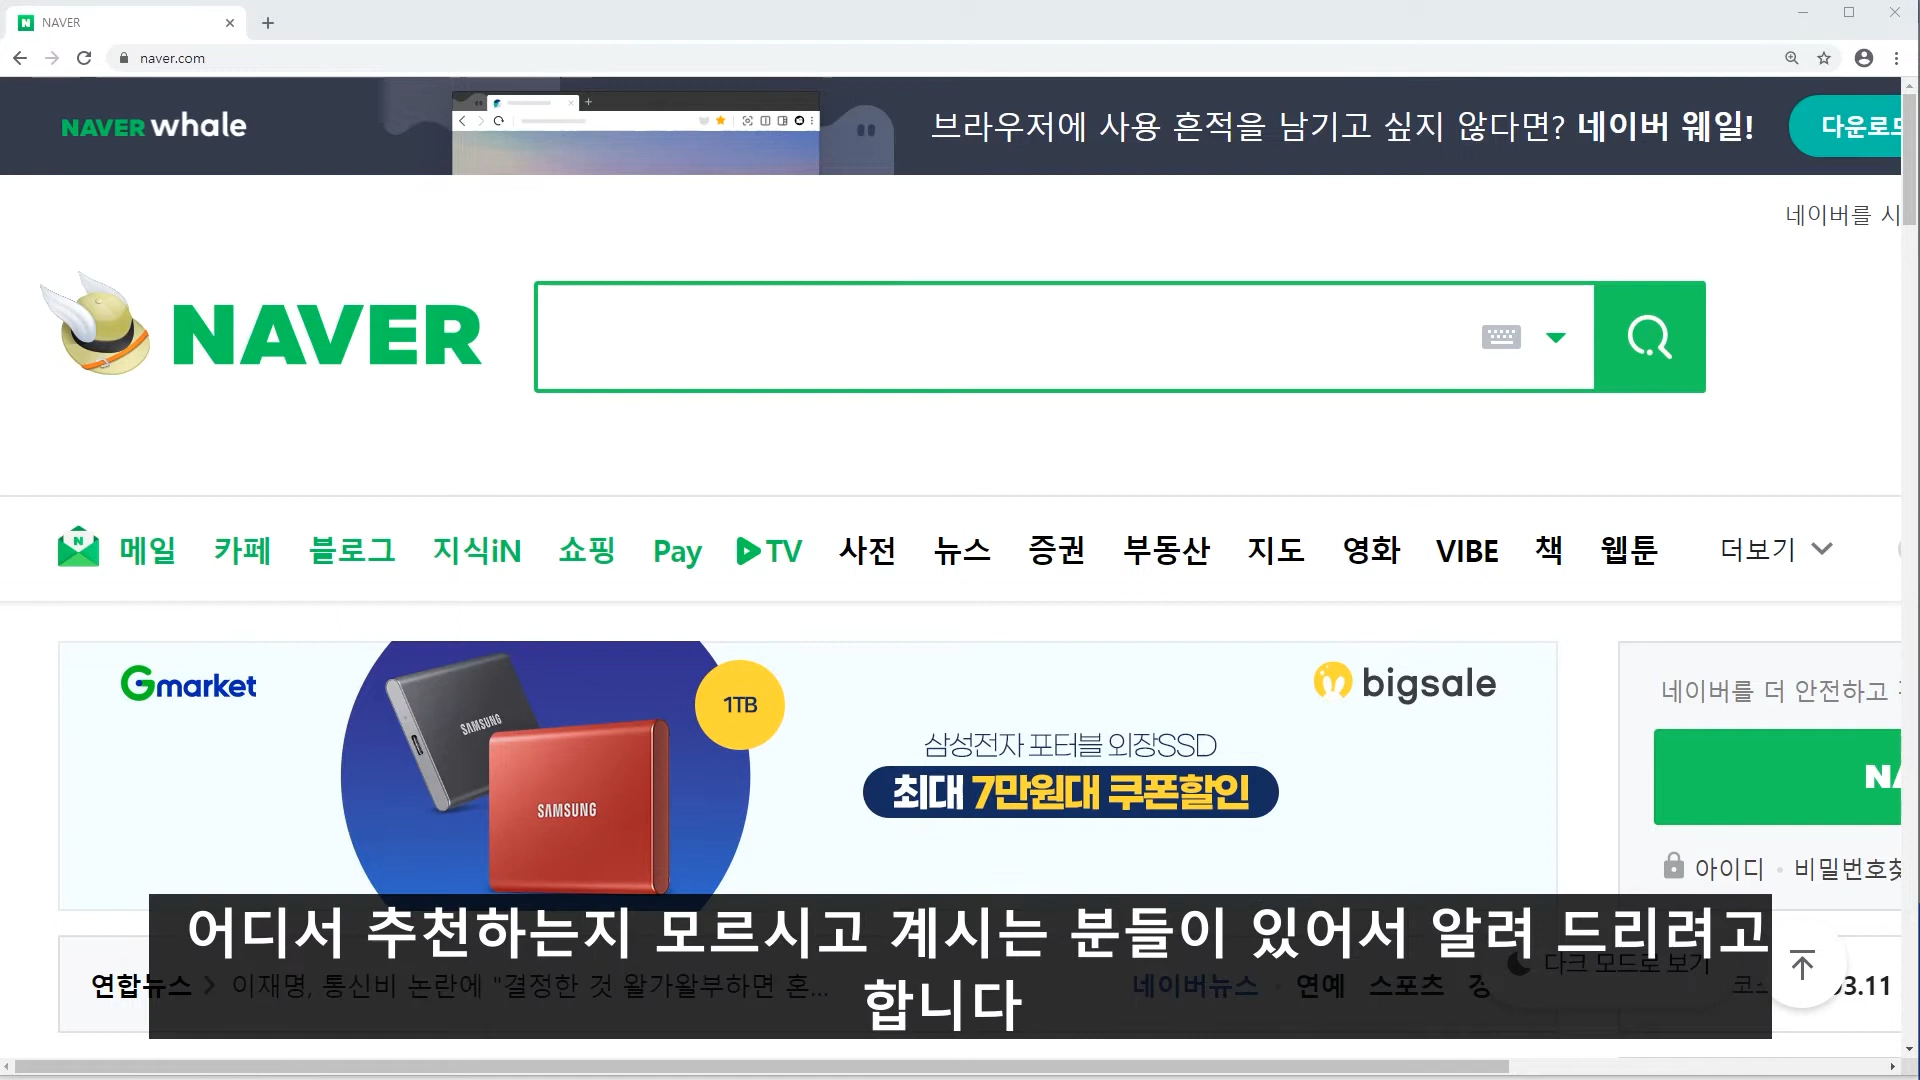 NAVER
naver.com
NAVER whale
브라우저에 사용 흔적을 남기고 싶지 않다면? 네이버 웨일!
다운로드
네이버를 시
NAVER
메일 카페 블로그 지식iN 쇼핑 Pay TV 사전 뉴스 증권 부동산 지도 영화 VIBE 책 웹툰 더보기
Gmarket
SAMSUNG
SAMSUNG
1TB
bigsale
삼성전자 포터블 외장SSD
최대 7만원대 쿠폰할인
네이버를 더 안전하고
NA
아이디 · 비밀번호찾
연합뉴스 > 이재명, 통신비 논란에 "결정한 것 왈가왈부하면 혼...
네이버뉴스 · 연예 스포츠
다크 모드로 보기
3.11
어디서 추천하는지 모르시고 계시는 분들이 있어서 알려 드리려고
합니다